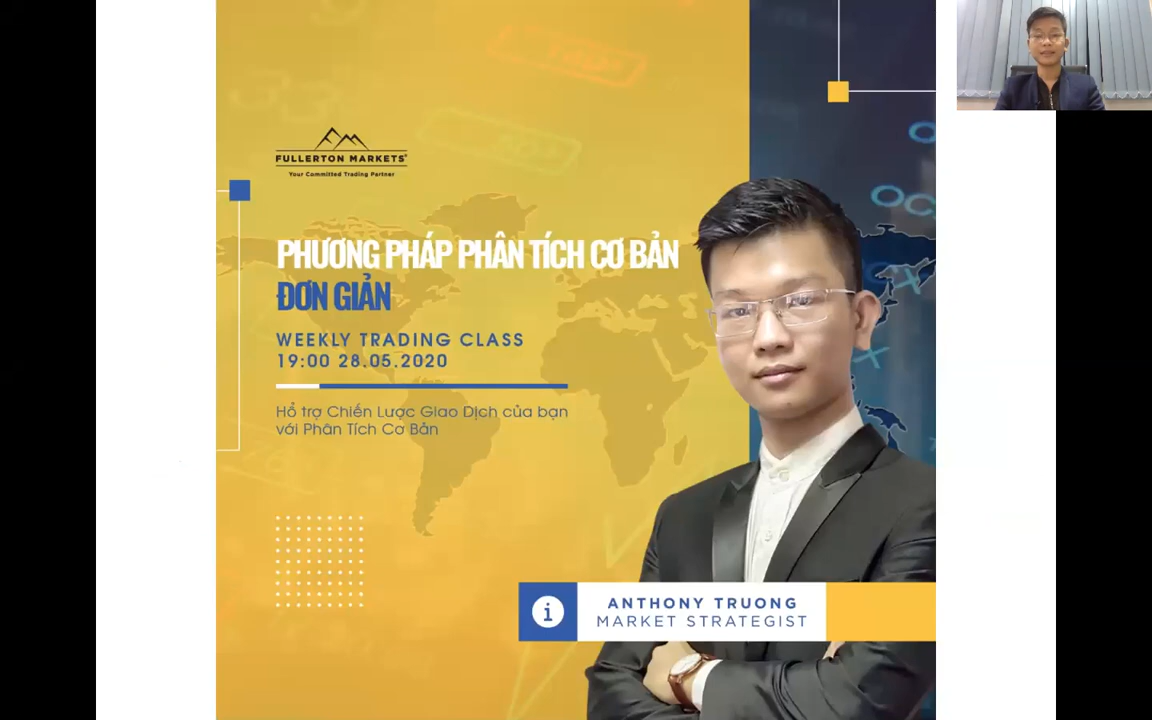 FULLERTON MARKETS®
Your Committed Trading Partner
PHƯƠNG PHÁP PHÂN TÍCH CƠ BẢN
ĐƠN GIẢN
WEEKLY TRADING CLASS
19:00 28.05.2020
Hỗ trợ Chiến Lược Giao Dịch của bạn
với Phân Tích Cơ Bản
i
ANTHONY TRUONG
MARKET STRATEGIST